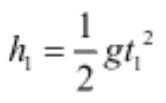 h₁ = 1/2 gt₁²